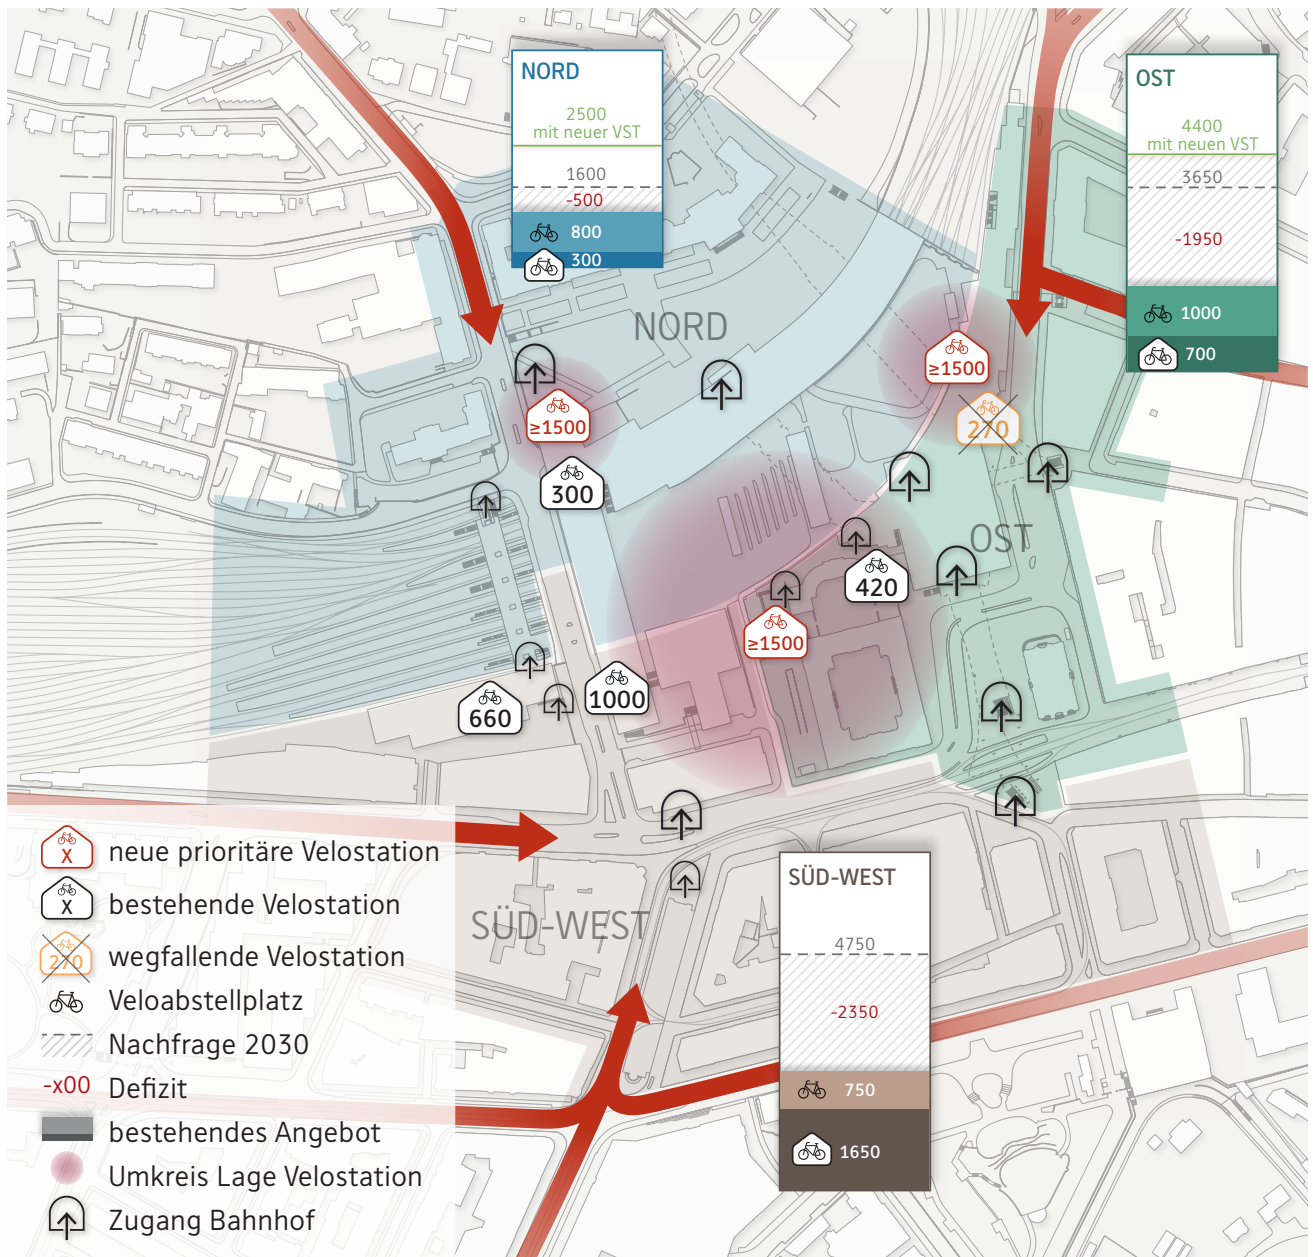 NORD
2500
mit neuer VST
1600
-500
800
300
OST
4400
mit neuen VST
3650
-1950
1000
700
NORD
≥1500
≥1500
270
300
OST
420
≥1500
1000
660
SÜD-WEST
SÜD-WEST
4750
-2350
750
1650
X neue prioritäre Velostation
X bestehende Velostation
270 wegfallende Velostation
Veloabstellplatz
Nachfrage 2030
-x00 Defizit
bestehendes Angebot
Umkreis Lage Velostation
Zugang Bahnhof